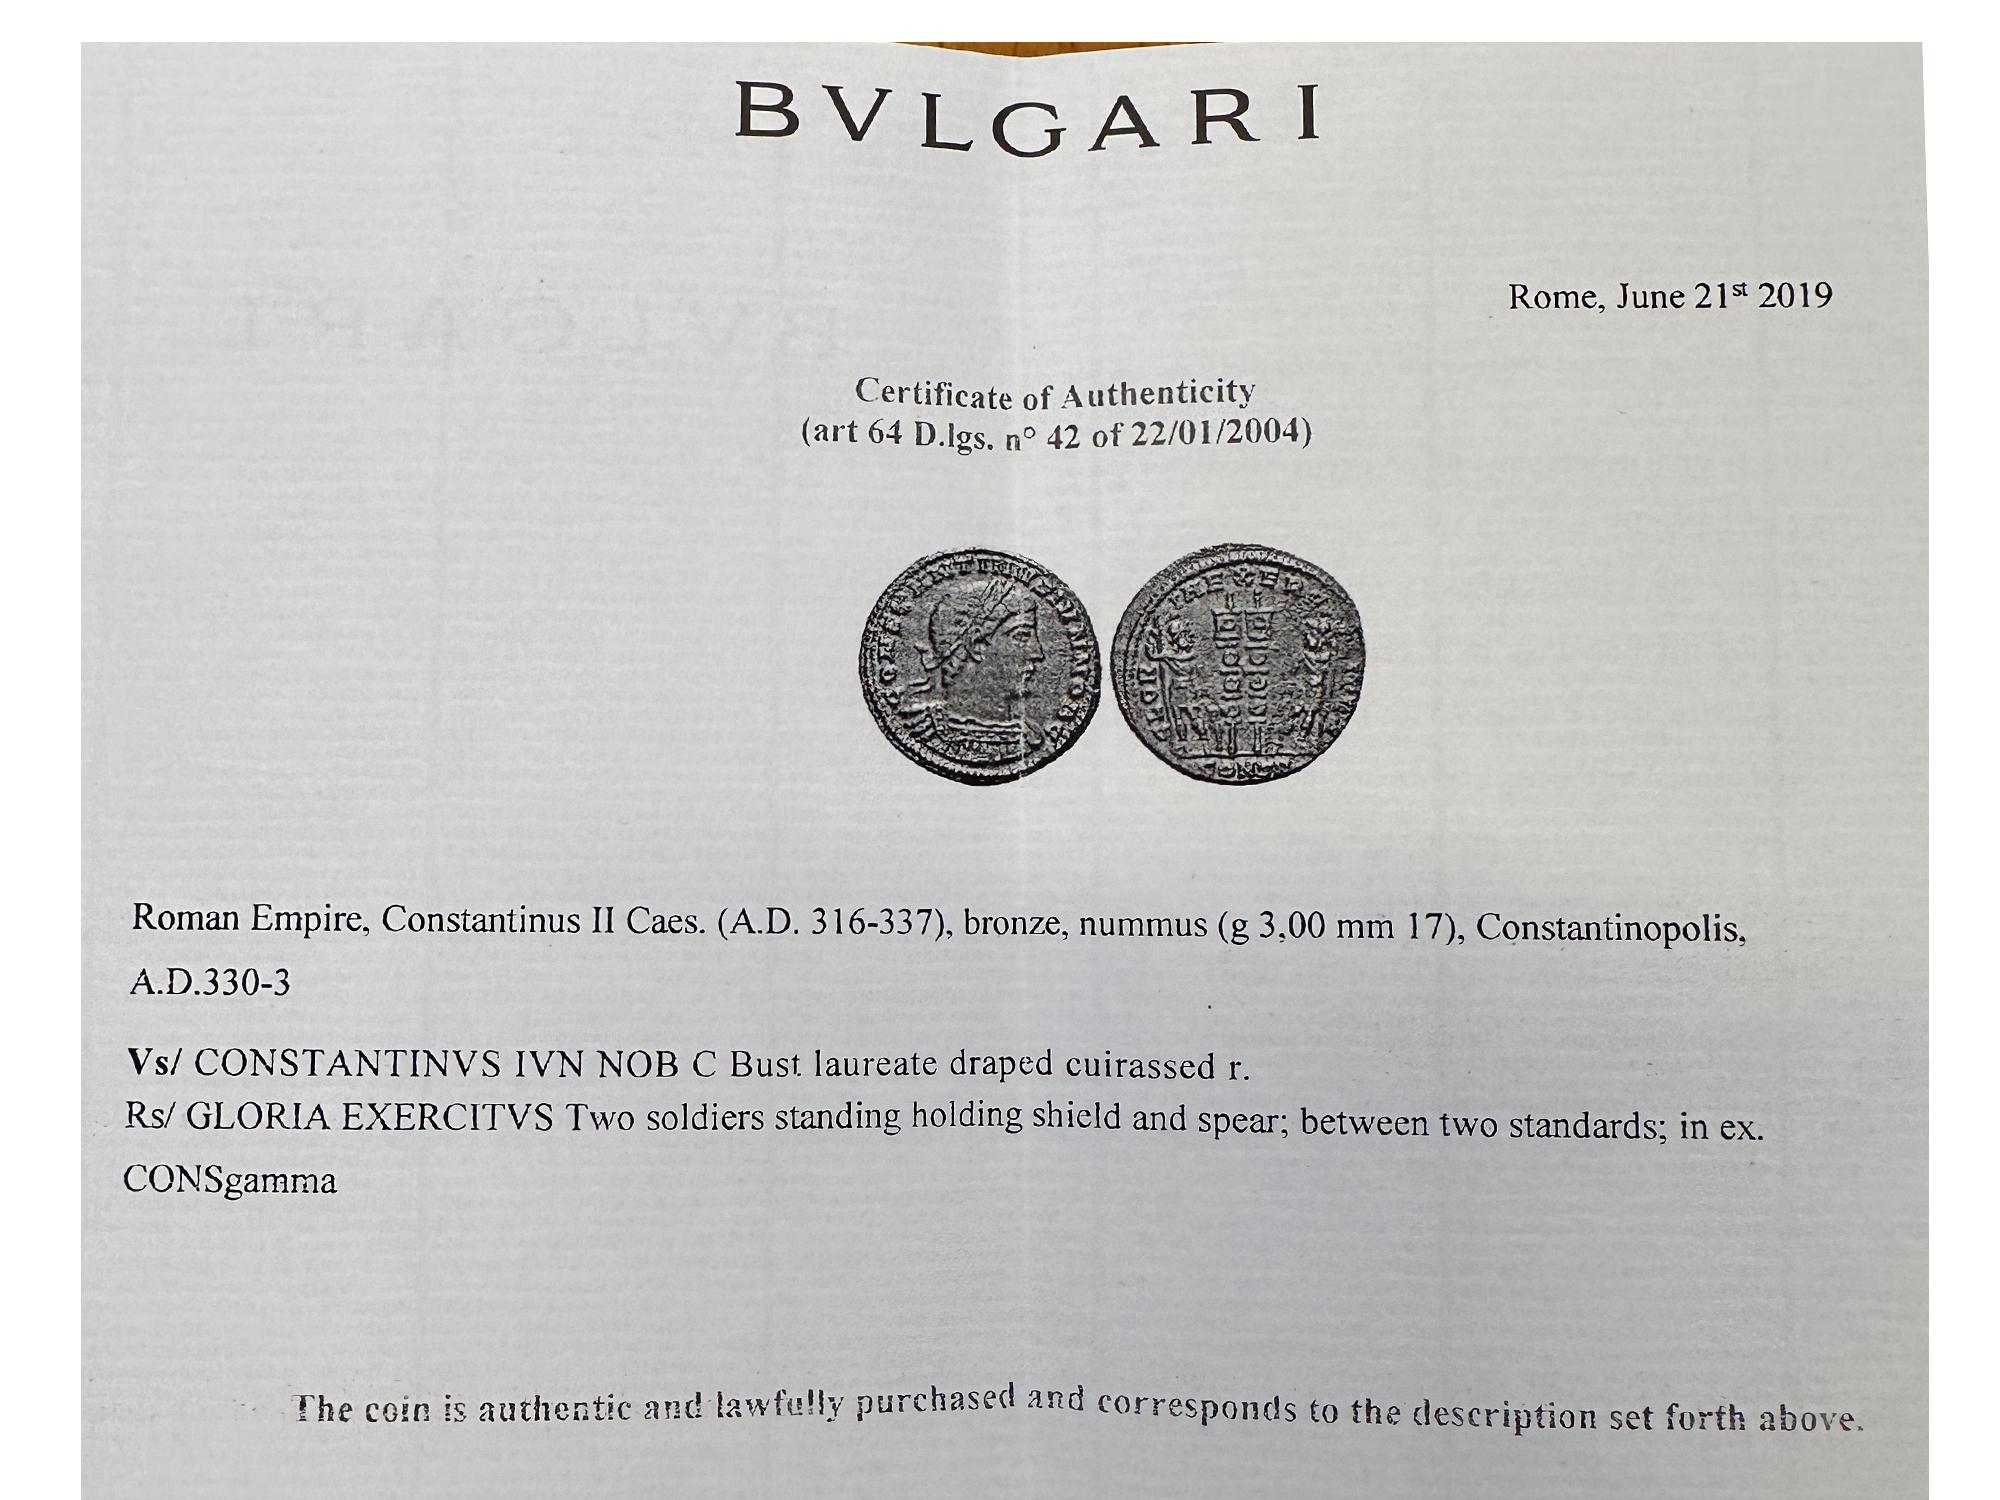 BVLGARI
Rome, June 21st 2019
Certificate of Authenticity
(art 64 D.lgs. n° 42 of 22/01/2004)
Roman Empire, Constantinus II Caes. (A.D. 316-337), bronze, nummus (g 3,00 mm 17), Constantinopolis,
A.D.330-3
Vs/ CONSTANTINVS IVN NOB C Bust laureate draped cuirassed r.
Rs/ GLORIA EXERCITVS Two soldiers standing holding shield and spear; between two standards; in ex.
CONSgamma
The coin is authentic and lawfully purchased and corresponds to the description set forth above.